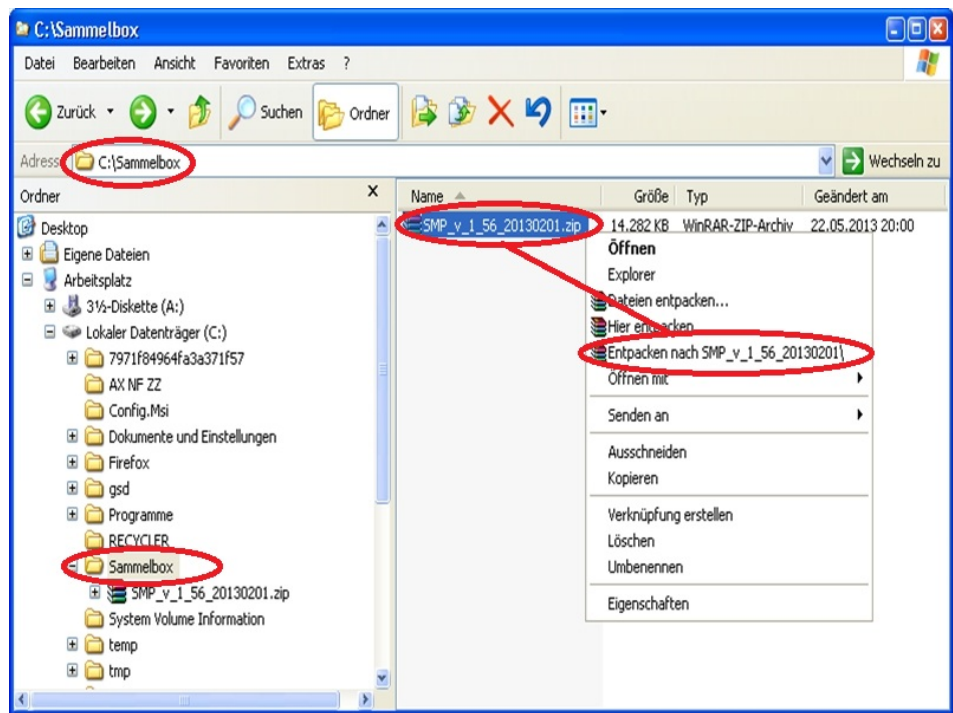 C:\Sammelbox
Datei Bearbeiten Ansicht Favoriten Extras ?
Zurück Suchen Ordner
Adress C:\Sammelbox Wechseln zu
Ordner X
Desktop
Eigene Dateien
Arbeitsplatz
3½-Diskette (A:)
Lokaler Datenträger (C:)
7971f84964fa3a371f57
AX NF ZZ
Config.Msi
Dokumente und Einstellungen
Firefox
gsd
Programme
RECYCLER
Sammelbox
SMP_v_1_56_20130201.zip
System Volume Information
temp
tmp
Name Größe Typ Geändert am
SMP_v_1_56_20130201.zip 14.282 KB WinRAR-ZIP-Archiv 22.05.2013 20:00
Öffnen
Explorer
Dateien entpacken...
Hier entpacken
Entpacken nach SMP_v_1_56_20130201\
Öffnen mit
Senden an
Ausschneiden
Kopieren
Verknüpfung erstellen
Löschen
Umbenennen
Eigenschaften